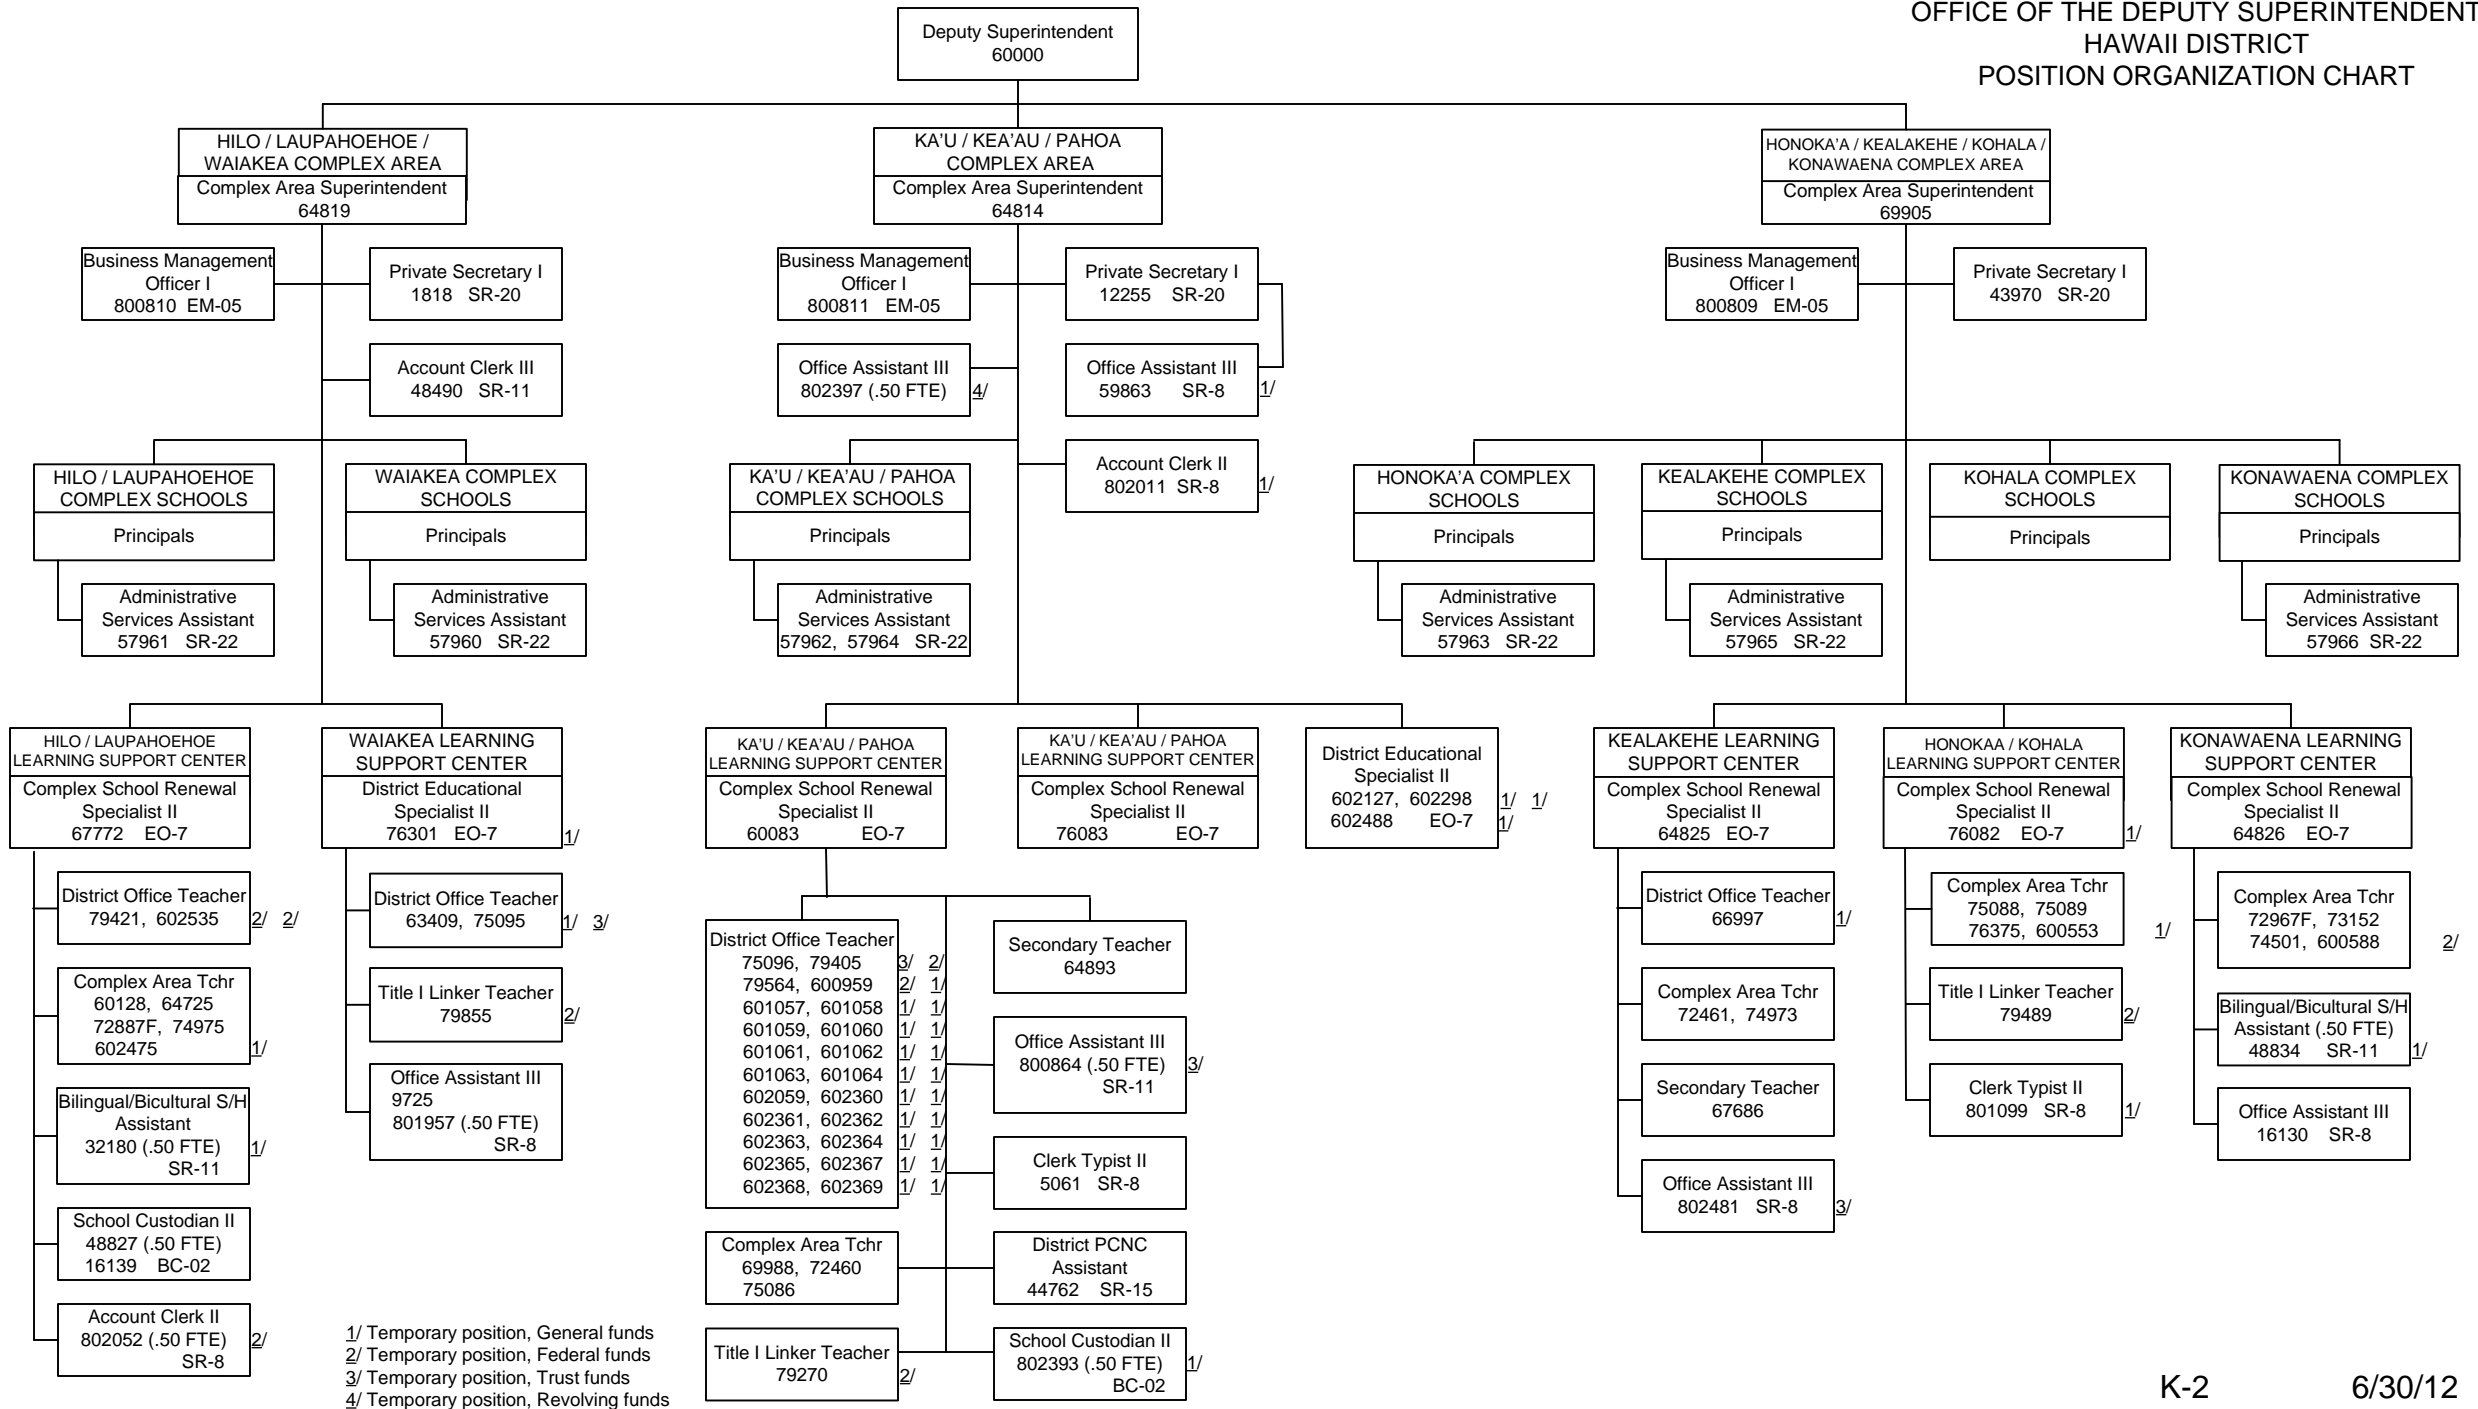 OFFICE OF THE DEPUTY SUPERINTENDENT
HAWAII DISTRICT
POSITION ORGANIZATION CHART
Deputy Superintendent
60000
HILO / LAUPAHOEHOE /
WAIAKEA COMPLEX AREA
Complex Area Superintendent
64819
KA'U / KEA'AU / PAHOA
COMPLEX AREA
Complex Area Superintendent
64814
HONOKA'A / KEALAKEHE / KOHALA /
KONAWAENA COMPLEX AREA
Complex Area Superintendent
69905
Business Management
Officer I
800810 EM-05
Private Secretary I
1818 SR-20
Business Management
Officer I
800811 EM-05
Private Secretary I
12255 SR-20
Business Management
Officer I
800809 EM-05
Private Secretary I
43970 SR-20
Account Clerk III
48490 SR-11
Office Assistant III
802397 (.50 FTE) 4/
Office Assistant III
59863 SR-8 1/
Account Clerk II
802011 SR-8 1/
HILO / LAUPAHOEHOE
COMPLEX SCHOOLS
Principals
WAIAKEA COMPLEX
SCHOOLS
Principals
KA'U / KEA'AU / PAHOA
COMPLEX SCHOOLS
Principals
HONOKA'A COMPLEX
SCHOOLS
Principals
KEALAKEHE COMPLEX
SCHOOLS
Principals
KOHALA COMPLEX
SCHOOLS
Principals
KONAWAENA COMPLEX
SCHOOLS
Principals
Administrative
Services Assistant
57961 SR-22
Administrative
Services Assistant
57960 SR-22
Administrative
Services Assistant
57962, 57964 SR-22
Administrative
Services Assistant
57963 SR-22
Administrative
Services Assistant
57965 SR-22
Administrative
Services Assistant
57966 SR-22
HILO / LAUPAHOEHOE
LEARNING SUPPORT CENTER
Complex School Renewal
Specialist II
67772 EO-7
WAIAKEA LEARNING
SUPPORT CENTER
District Educational
Specialist II
76301 EO-7 1/
KA'U / KEA'AU / PAHOA
LEARNING SUPPORT CENTER
Complex School Renewal
Specialist II
60083 EO-7
KA'U / KEA'AU / PAHOA
LEARNING SUPPORT CENTER
Complex School Renewal
Specialist II
76083 EO-7
District Educational
Specialist II
602127, 602298 1/ 1/
602488 EO-7 1/
KEALAKEHE LEARNING
SUPPORT CENTER
Complex School Renewal
Specialist II
64825 EO-7
HONOKAA / KOHALA
LEARNING SUPPORT CENTER
Complex School Renewal
Specialist II
76082 EO-7 1/
KONAWAENA LEARNING
SUPPORT CENTER
Complex School Renewal
Specialist II
64826 EO-7
District Office Teacher
79421, 602535 2/ 2/
Complex Area Tchr
60128, 64725
72887F, 74975
602475 1/
Bilingual/Bicultural S/H
Assistant
32180 (.50 FTE) 1/
SR-11
School Custodian II
48827 (.50 FTE)
16139 BC-02
Account Clerk II
802052 (.50 FTE) 2/
SR-8
District Office Teacher
63409, 75095 1/ 3/
Title I Linker Teacher
79855 2/
Office Assistant III
9725
801957 (.50 FTE)
SR-8
District Office Teacher
75096, 79405 3/ 2/
79564, 600959 2/ 1/
601057, 601058 1/ 1/
601059, 601060 1/ 1/
601061, 601062 1/ 1/
601063, 601064 1/ 1/
602059, 602360 1/ 1/
602361, 602362 1/ 1/
602363, 602364 1/ 1/
602365, 602367 1/ 1/
602368, 602369 1/ 1/
Complex Area Tchr
69988, 72460
75086
Title I Linker Teacher
79270 2/
Secondary Teacher
64893
Office Assistant III
800864 (.50 FTE) 3/
SR-11
Clerk Typist II
5061 SR-8
District PCNC
Assistant
44762 SR-15
School Custodian II
802393 (.50 FTE) 1/
BC-02
District Office Teacher
66997 1/
Complex Area Tchr
72461, 74973
Secondary Teacher
67686
Office Assistant III
802481 SR-8 3/
Complex Area Tchr
75088, 75089
76375, 600553 1/
Title I Linker Teacher
79489 2/
Clerk Typist II
801099 SR-8 1/
Complex Area Tchr
72967F, 73152
74501, 600588 2/
Bilingual/Bicultural S/H
Assistant (.50 FTE)
48834 SR-11 1/
Office Assistant III
16130 SR-8
1/ Temporary position, General funds
2/ Temporary position, Federal funds
3/ Temporary position, Trust funds
4/ Temporary position, Revolving funds
K-2 6/30/12